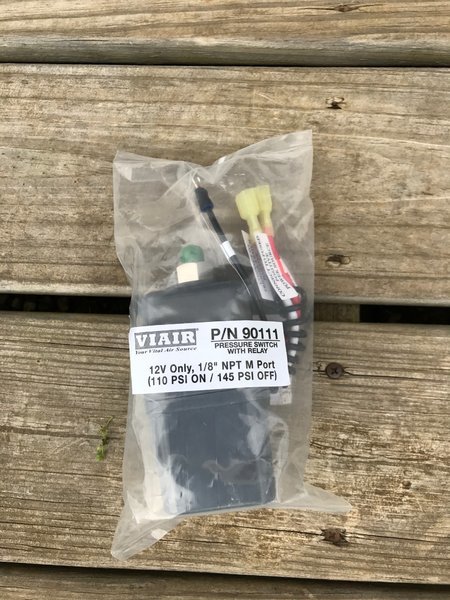 VIAIR
Your Vital Air Source
P/N 90111
PRESSURE SWITCH
WITH RELAY
12V Only, 1/8" NPT M Port
(110 PSI ON / 145 PSI OFF)